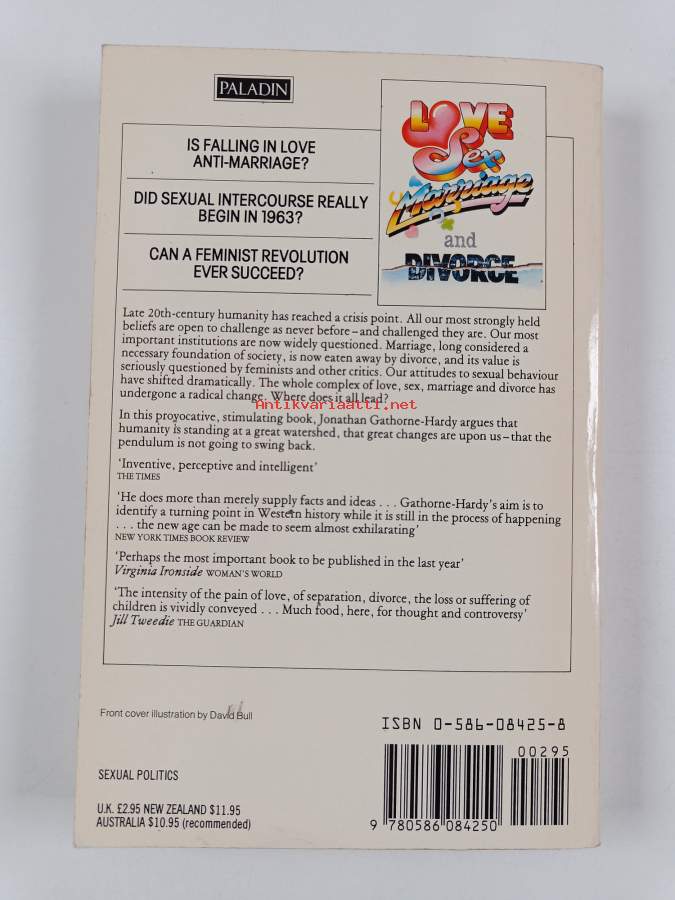 PALADIN
LOVE
Sex
Marriage
and
DIVORCE
IS FALLING IN LOVE
ANTI-MARRIAGE?
DID SEXUAL INTERCOURSE REALLY
BEGIN IN 1963?
CAN A FEMINIST REVOLUTION
EVER SUCCEED?
Late 20th-century humanity has reached a crisis point. All our most strongly held
beliefs are open to challenge as never before – and challenged they are. Our most
important institutions are now widely questioned. Marriage, long considered a
necessary foundation of society, is now eaten away by divorce, and its value is
seriously questioned by feminists and other critics. Our attitudes to sexual behaviour
have shifted dramatically. The whole complex of love, sex, marriage and divorce has
undergone a radical change. Where does it all lead?
Antikvariaatti.net
In this provocative, stimulating book, Jonathan Gathorne-Hardy argues that
humanity is standing at a great watershed, that great changes are upon us – that the
pendulum is not going to swing back.
'Inventive, perceptive and intelligent'
THE TIMES
'He does more than merely supply facts and ideas . . . Gathorne-Hardy's aim is to
identify a turning point in Western history while it is still in the process of happening
. . . the new age can be made to seem almost exhilarating'
NEW YORK TIMES BOOK REVIEW
'Perhaps the most important book to be published in the last year'
Virginia Ironside WOMAN'S WORLD
'The intensity of the pain of love, of separation, divorce, the loss or suffering of
children is vividly conveyed . . . Much food, here, for thought and controversy'
Jill Tweedie THE GUARDIAN
Front cover illustration by David Bull
ISBN 0-586-08425-8
00295
SEXUAL POLITICS
U.K. £2.95 NEW ZEALAND $11.95
AUSTRALIA $10.95 (recommended)
9 780586 084250